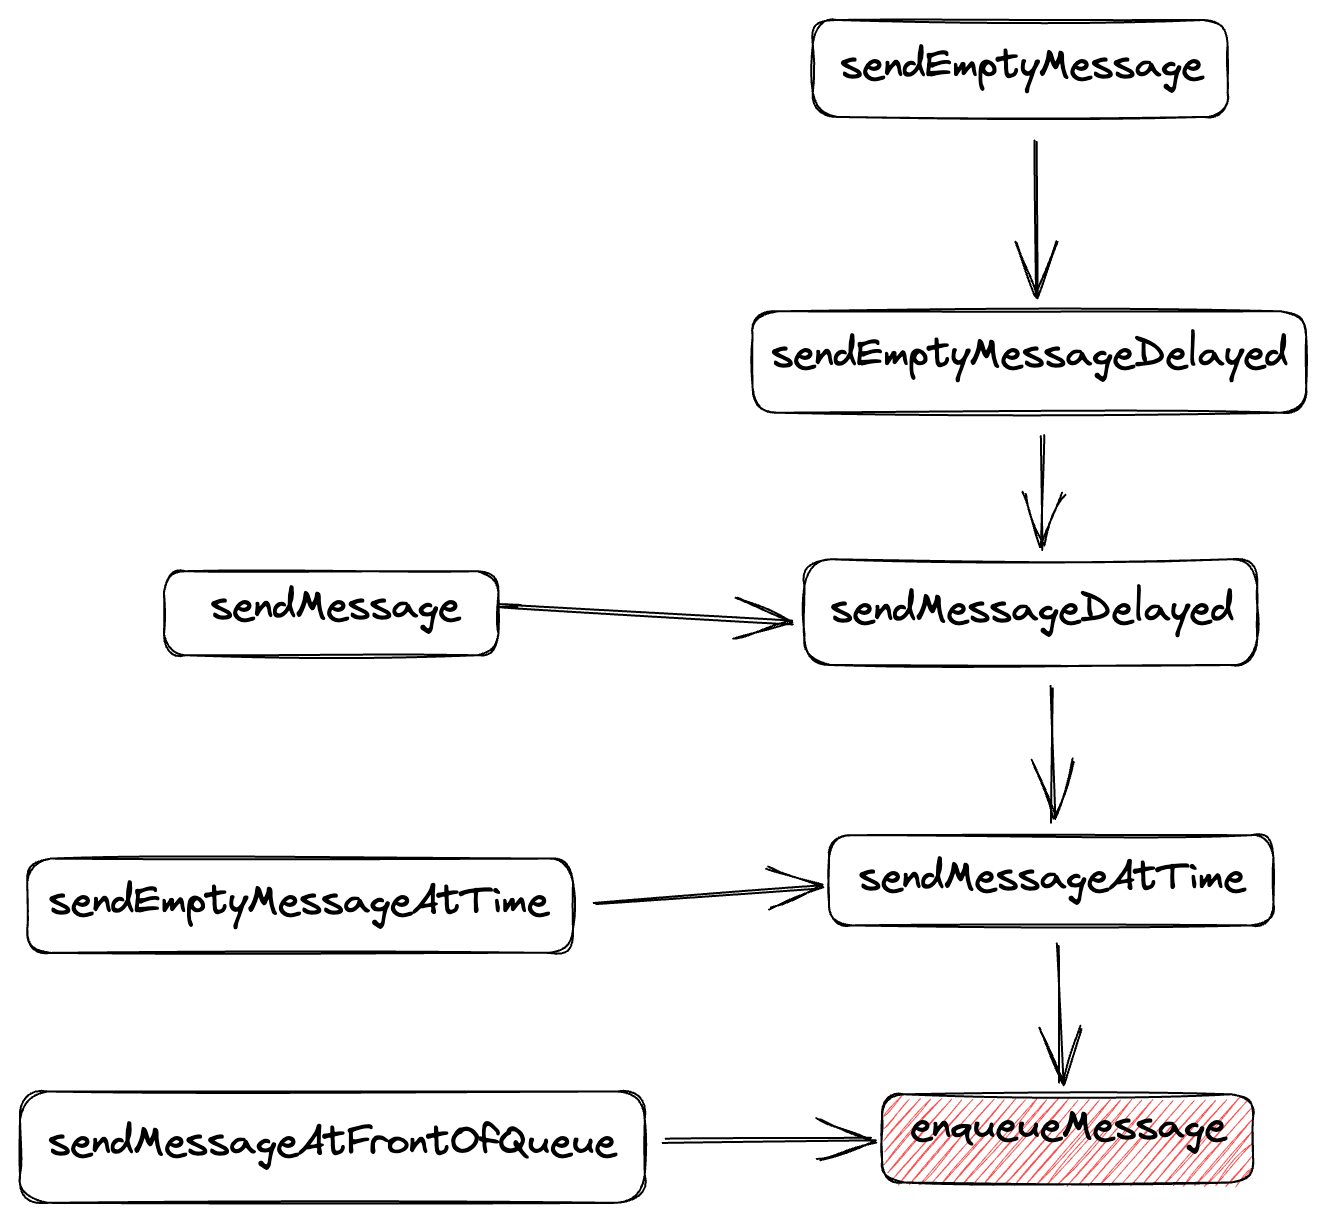 sendEmptyMessage
sendEmptyMessageDelayed
sendMessage
sendMessageDelayed
sendEmptyMessageAtTime
sendMessageAtTime
sendMessageAtFrontOfQueue
enqueueMessage